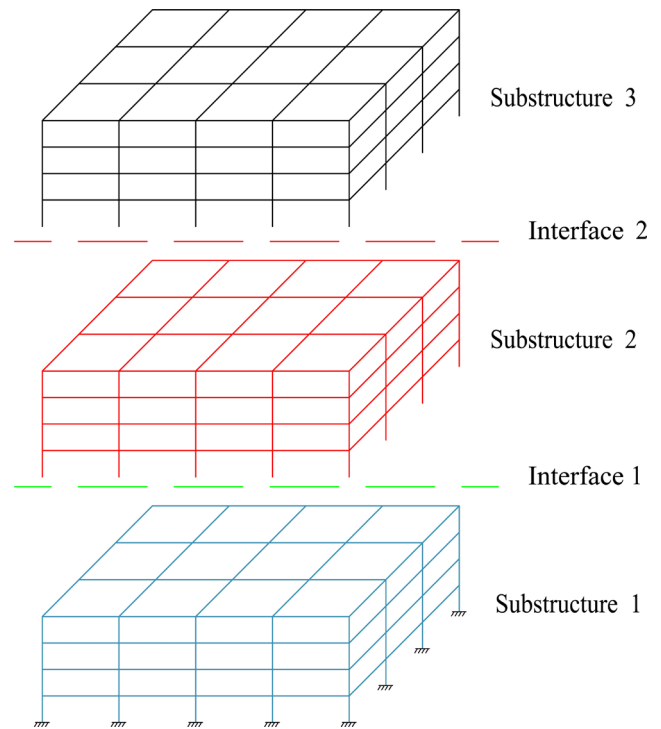 Substructure 3
Interface 2
Substructure 2
Interface 1
Substructure 1